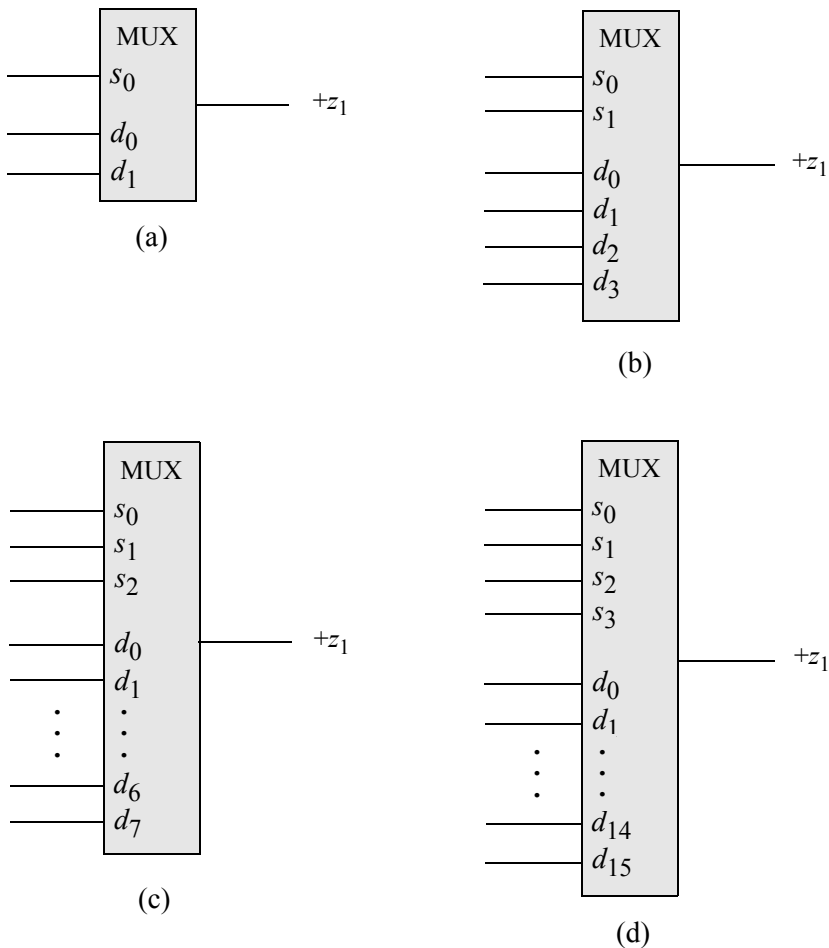 MUX
s0
d0
d1
+z1
(a)
MUX
s0
s1
d0
d1
d2
d3
+z1
(b)
MUX
s0
s1
s2
d0
d1
d6
d7
+z1
(c)
MUX
s0
s1
s2
s3
d0
d1
d14
d15
+z1
(d)